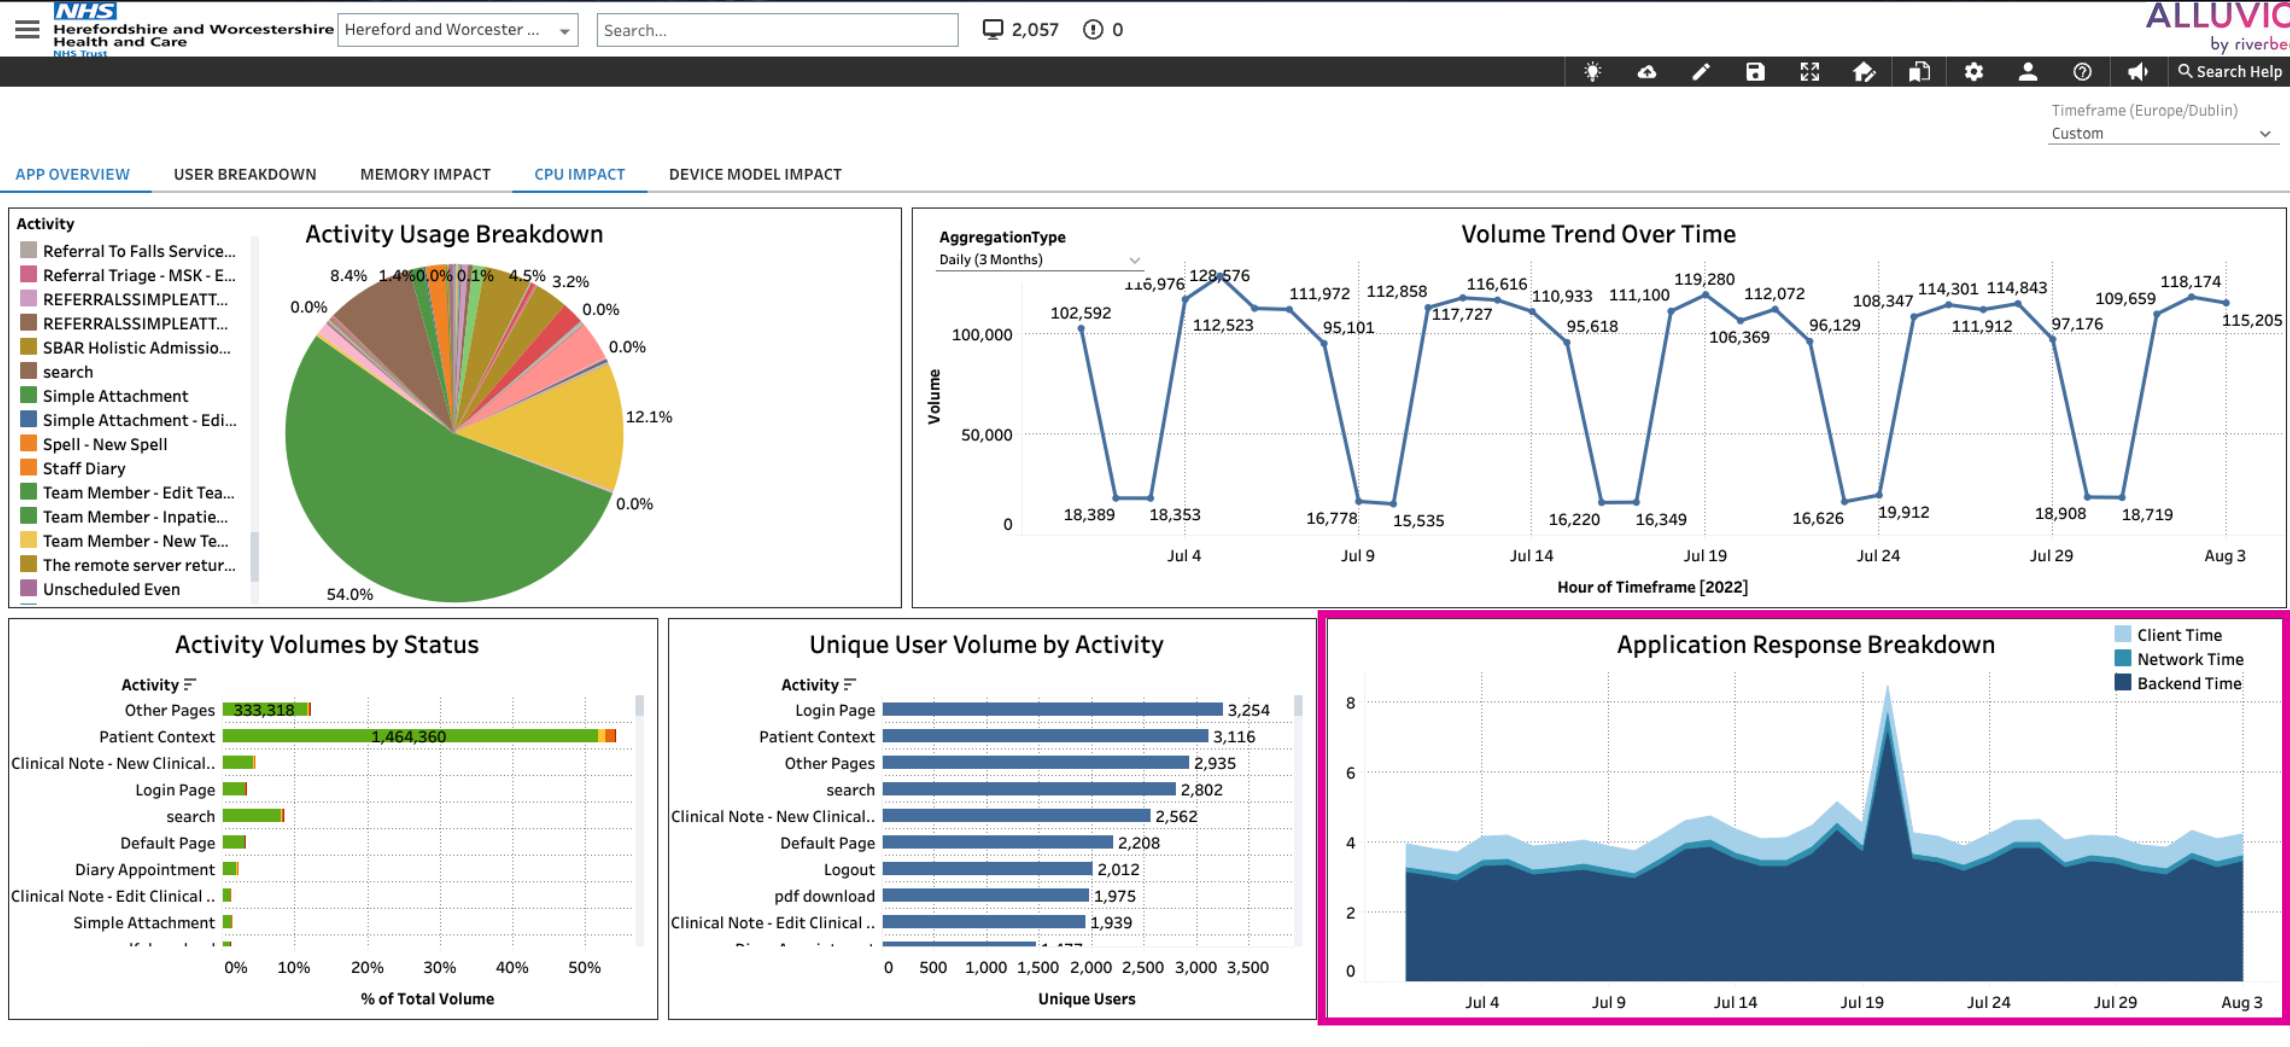 NHS
Herefordshire and Worcestershire
Health and Care
NHS Trust
Hereford and Worcester ...
Search...
2,057
0
ALLUVIO
by riverbe
Search Help
Timeframe (Europe/Dublin)
Custom
APP OVERVIEW
USER BREAKDOWN
MEMORY IMPACT
CPU IMPACT
DEVICE MODEL IMPACT
Activity
Referral To Falls Service...
Referral Triage - MSK - E...
REFERRALSSIMPLEATT...
REFERRALSSIMPLEATT...
SBAR Holistic Admissio...
search
Simple Attachment
Simple Attachment - Edi...
Spell - New Spell
Staff Diary
Team Member - Edit Tea...
Team Member - Inpatie...
Team Member - New Te...
The remote server retur...
Unscheduled Even
Activity Usage Breakdown
8.4%
1.4%
0.0%
0.1%
4.5%
3.2%
0.0%
0.0%
0.0%
12.1%
0.0%
54.0%
AggregationType
Daily (3 Months)
Volume Trend Over Time
Volume
100,000
50,000
0
102,592
18,389
18,353
116,976
128,576
112,523
111,972
95,101
16,778
15,535
112,858
117,727
116,616
110,933
95,618
16,220
16,349
111,100
119,280
106,369
112,072
96,129
16,626
19,912
108,347
114,301
111,912
114,843
97,176
18,908
18,719
109,659
118,174
115,205
Jul 4
Jul 9
Jul 14
Jul 19
Jul 24
Jul 29
Aug 3
Hour of Timeframe [2022]
Activity Volumes by Status
Activity
Other Pages 333,318
Patient Context 1,464,360
Clinical Note - New Clinical..
Login Page
search
Default Page
Diary Appointment
Clinical Note - Edit Clinical ..
Simple Attachment
0% 10% 20% 30% 40% 50%
% of Total Volume
Unique User Volume by Activity
Activity
Login Page 3,254
Patient Context 3,116
Other Pages 2,935
search 2,802
Clinical Note - New Clinical.. 2,562
Default Page 2,208
Logout 2,012
pdf download 1,975
Clinical Note - Edit Clinical .. 1,939
0 500 1,000 1,500 2,000 2,500 3,000 3,500
Unique Users
Application Response Breakdown
Client Time
Network Time
Backend Time
8
6
4
2
0
Jul 4
Jul 9
Jul 14
Jul 19
Jul 24
Jul 29
Aug 3